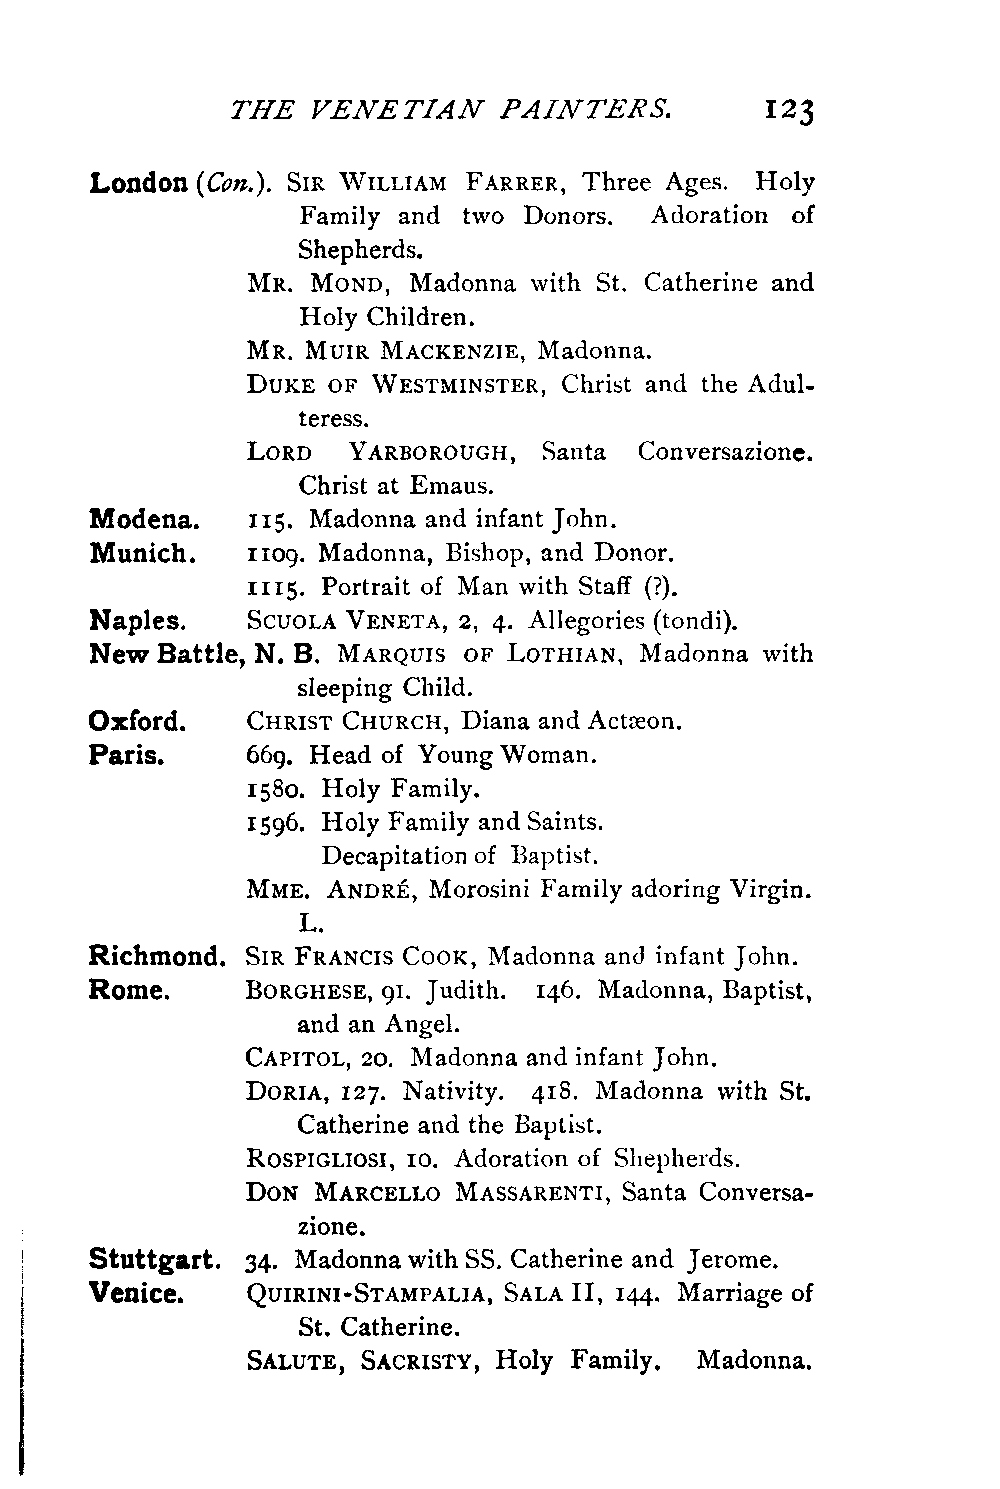 THE VENETIAN PAINTERS. 123
London (Con.). SIR WILLIAM FARRER, Three Ages. Holy
Family and two Donors. Adoration of
Shepherds.
MR. MOND, Madonna with St. Catherine and
Holy Children.
MR. MUIR MACKENZIE, Madonna.
DUKE OF WESTMINSTER, Christ and the Adul-
teress.
LORD YARBOROUGH, Santa Conversazione.
Christ at Emaus.
Modena. 115. Madonna and infant John.
Munich. 1109. Madonna, Bishop, and Donor.
1115. Portrait of Man with Staff (?).
Naples. SCUOLA VENETA, 2, 4. Allegories (tondi).
New Battle, N. B. MARQUIS OF LOTHIAN, Madonna with
sleeping Child.
Oxford. CHRIST CHURCH, Diana and Actæon.
Paris. 669. Head of Young Woman.
1580. Holy Family.
1596. Holy Family and Saints.
Decapitation of Baptist.
MME. ANDRÉ, Morosini Family adoring Virgin.
L.
Richmond. SIR FRANCIS COOK, Madonna and infant John.
Rome. BORGHESE, 91. Judith. 146. Madonna, Baptist,
and an Angel.
CAPITOL, 20. Madonna and infant John.
DORIA, 127. Nativity. 418. Madonna with St.
Catherine and the Baptist.
ROSPIGLIOSI, 10. Adoration of Shepherds.
DON MARCELLO MASSARENTI, Santa Conversa-
zione.
Stuttgart. 34. Madonna with SS. Catherine and Jerome.
Venice. QUIRINI-STAMPALIA, SALA II, 144. Marriage of
St. Catherine.
SALUTE, SACRISTY, Holy Family. Madonna.